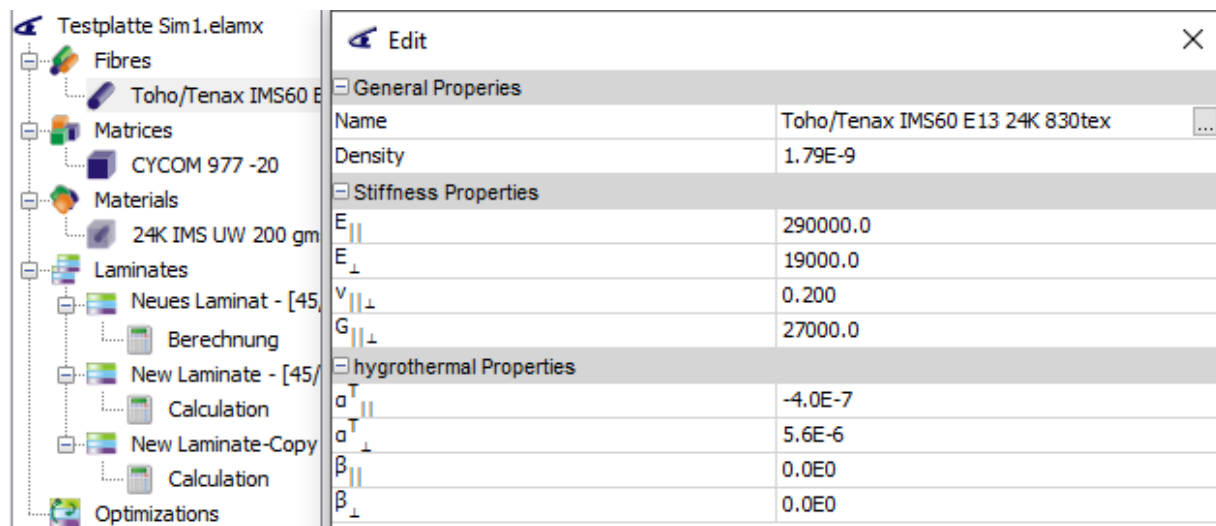 Testplatte Sim1.elamx
Fibres
Toho/Tenax IMS60 E
Matrices
CYCOM 977 -20
Materials
24K IMS UW 200 gm
Laminates
Neues Laminat - [45/
Berechnung
New Laminate - [45/
Calculation
New Laminate-Copy
Calculation
Optimizations
Edit
General Properies
Name Toho/Tenax IMS60 E13 24K 830tex ...
Density 1.79E-9
Stiffness Properties
E|| 290000.0
E⊥ 19000.0
ν||⊥ 0.200
G||⊥ 27000.0
hygrothermal Properties
αT|| -4.0E-7
αT⊥ 5.6E-6
β|| 0.0E0
β⊥ 0.0E0